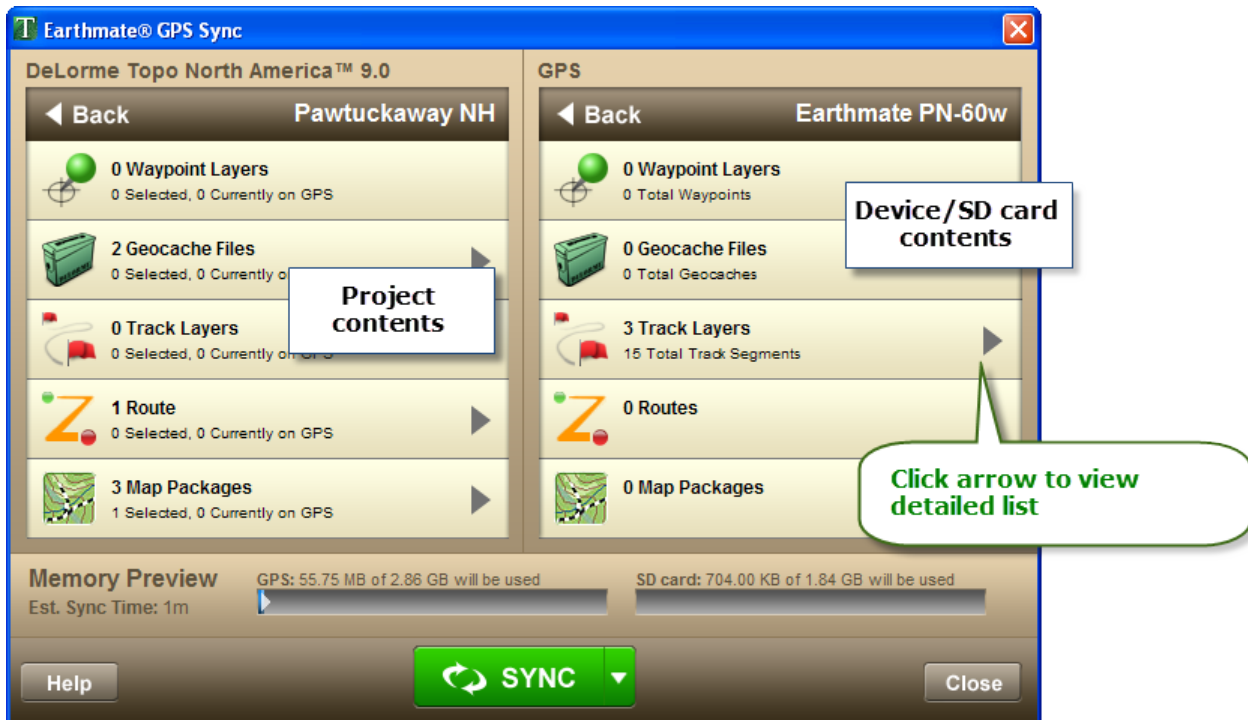 Earthmate® GPS Sync
DeLorme Topo North America™ 9.0
Back
Pawtuckaway NH
0 Waypoint Layers
0 Selected, 0 Currently on GPS
2 Geocache Files
0 Selected, 0 Currently o
0 Track Layers
0 Selected, 0 Currently on GPS
1 Route
0 Selected, 0 Currently on GPS
3 Map Packages
1 Selected, 0 Currently on GPS
Project
contents
GPS
Back
Earthmate PN-60w
0 Waypoint Layers
0 Total Waypoints
0 Geocache Files
0 Total Geocaches
3 Track Layers
15 Total Track Segments
0 Routes
0 Map Packages
Device/SD card
contents
Click arrow to view
detailed list
Memory Preview
Est. Sync Time: 1m
GPS: 55.75 MB of 2.86 GB will be used
SD card: 704.00 KB of 1.84 GB will be used
Help
SYNC
Close